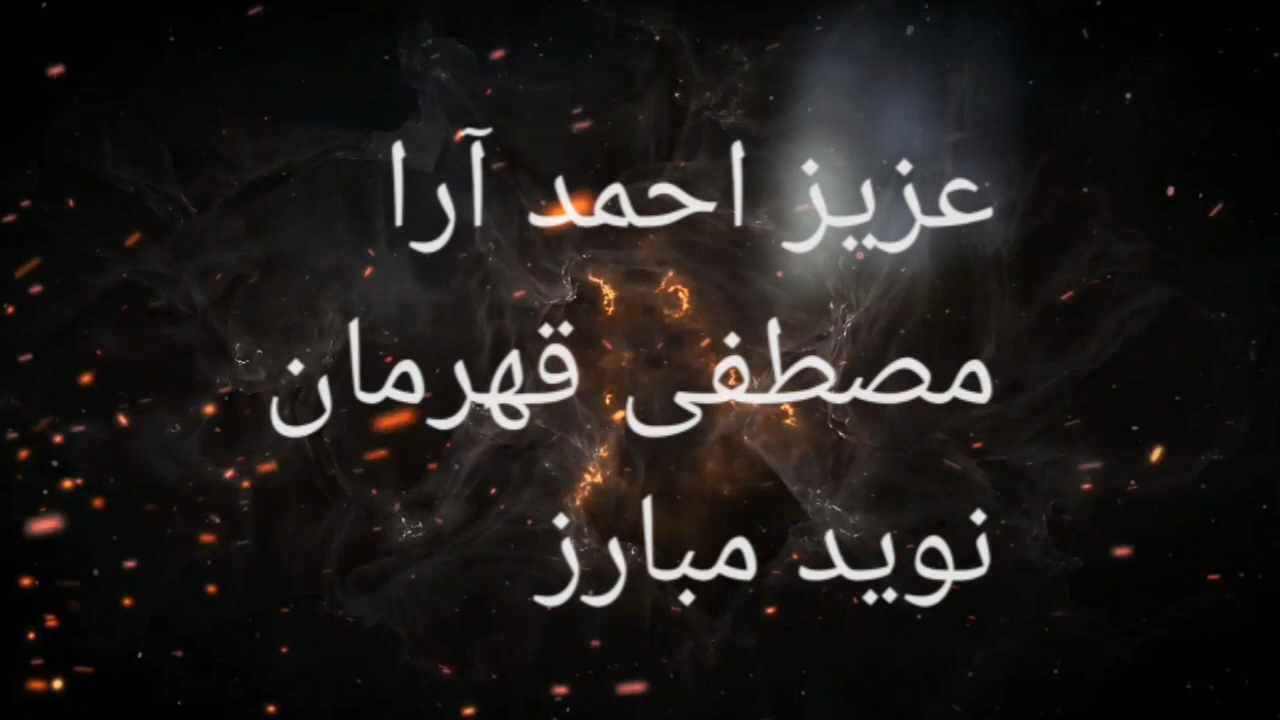 عزیز احمد آرا
مصطفی قهرمان
نوید مبارز